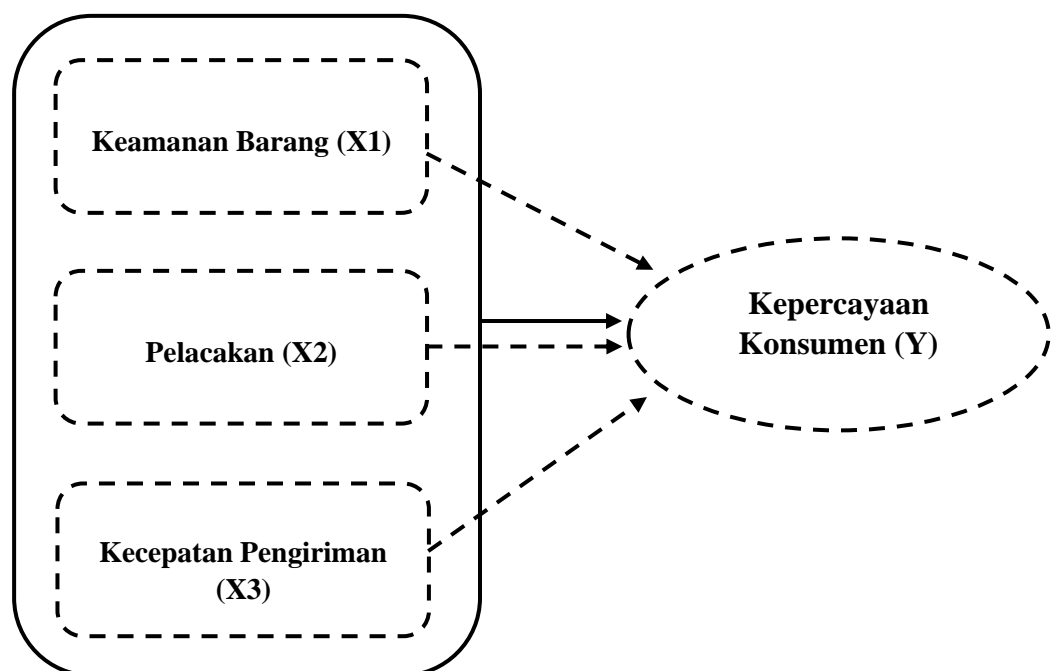 Keamanan Barang (X1)
Pelacakan (X2)
Kecepatan Pengiriman
(X3)
Kepercayaan
Konsumen (Y)